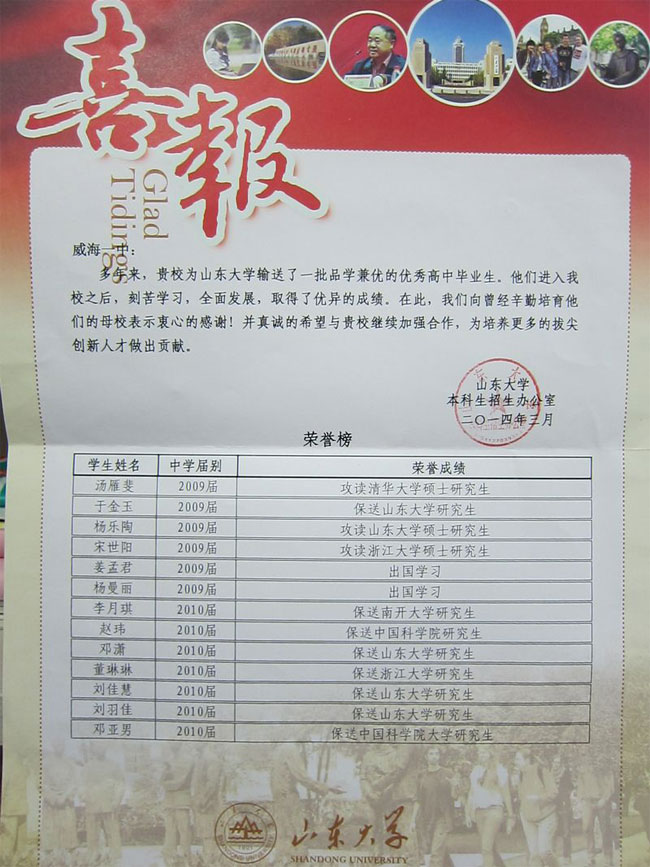 喜報
Glad
Tidings
威海一中：
多年来，贵校为山东大学输送了一批品学兼优的优秀高中毕业生。他们进入我
校之后，刻苦学习，全面发展，取得了优异的成绩。在此，我们向曾经辛勤培育他
们的母校表示衷心的感谢！并真诚的希望与贵校继续加强合作，为培养更多的拔尖
创新人才做出贡献。
山东大学
本科生招生办公室
二〇一四年三月
荣誉榜
学生姓名 中学届别 荣誉成绩
汤雁斐 2009届 攻读清华大学硕士研究生
于金玉 2009届 保送山东大学研究生
杨乐陶 2009届 攻读山东大学硕士研究生
宋世阳 2009届 攻读浙江大学硕士研究生
姜孟君 2009届 出国学习
杨曼丽 2009届 出国学习
李月琪 2010届 保送南开大学研究生
赵玮 2010届 保送中国科学院研究生
邓潇 2010届 保送山东大学研究生
董琳琳 2010届 保送浙江大学研究生
刘佳慧 2010届 保送山东大学研究生
刘羽佳 2010届 保送山东大学研究生
邓亚男 2010届 保送中国科学院大学研究生
山东大学
SHANDONG UNIVERSITY